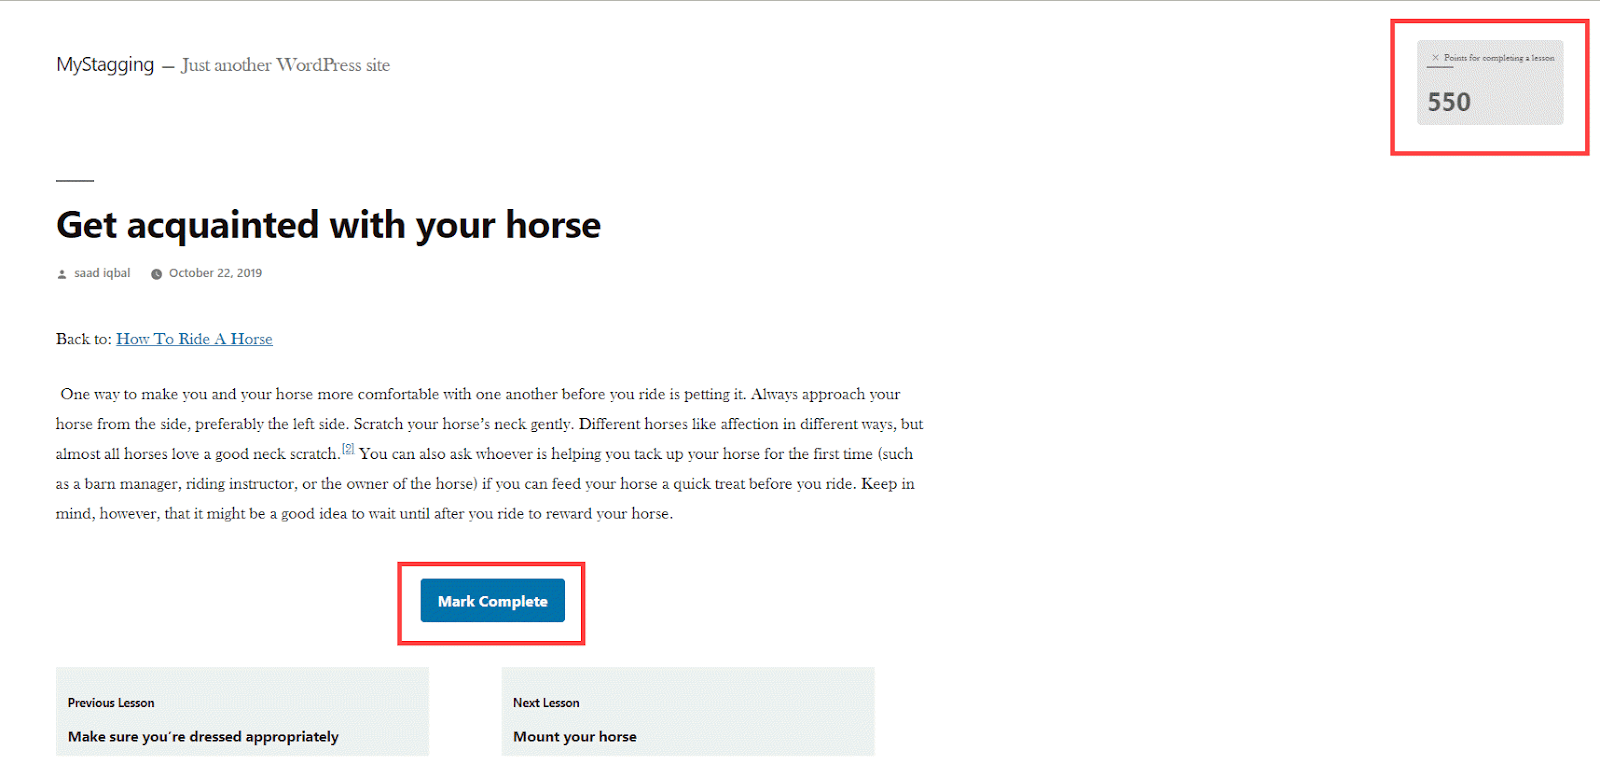 MyStagging — Just another WordPress site
× Points for completing a lesson
550
Get acquainted with your horse
saad iqbal October 22, 2019
Back to: How To Ride A Horse
One way to make you and your horse more comfortable with one another before you ride is petting it. Always approach your
horse from the side, preferably the left side. Scratch your horse’s neck gently. Different horses like affection in different ways, but
almost all horses love a good neck scratch.[2] You can also ask whoever is helping you tack up your horse for the first time (such
as a barn manager, riding instructor, or the owner of the horse) if you can feed your horse a quick treat before you ride. Keep in
mind, however, that it might be a good idea to wait until after you ride to reward your horse.
Mark Complete
Previous Lesson
Make sure you’re dressed appropriately
Next Lesson
Mount your horse